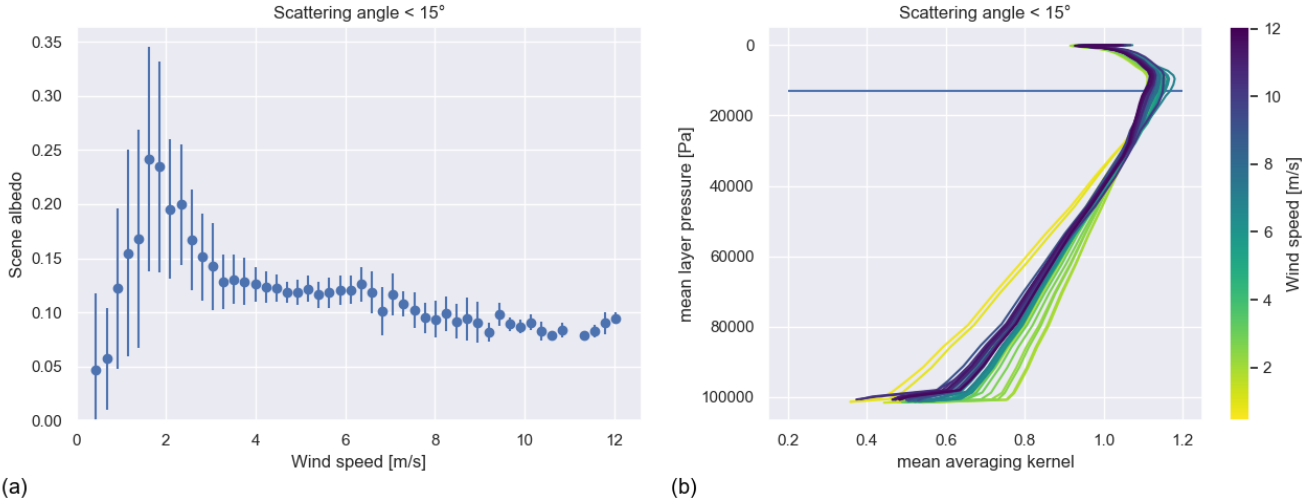 Scattering angle < 15°
0.35
0.30
0.25
0.20
0.15
0.10
0.05
0.00
Scene albedo
0 2 4 6 8 10 12
Wind speed [m/s]
(a)
Scattering angle < 15°
0
20000
40000
60000
80000
100000
mean layer pressure [Pa]
0.2 0.4 0.6 0.8 1.0 1.2
mean averaging kernel
(b)
12
10
8
6
4
2
Wind speed [m/s]